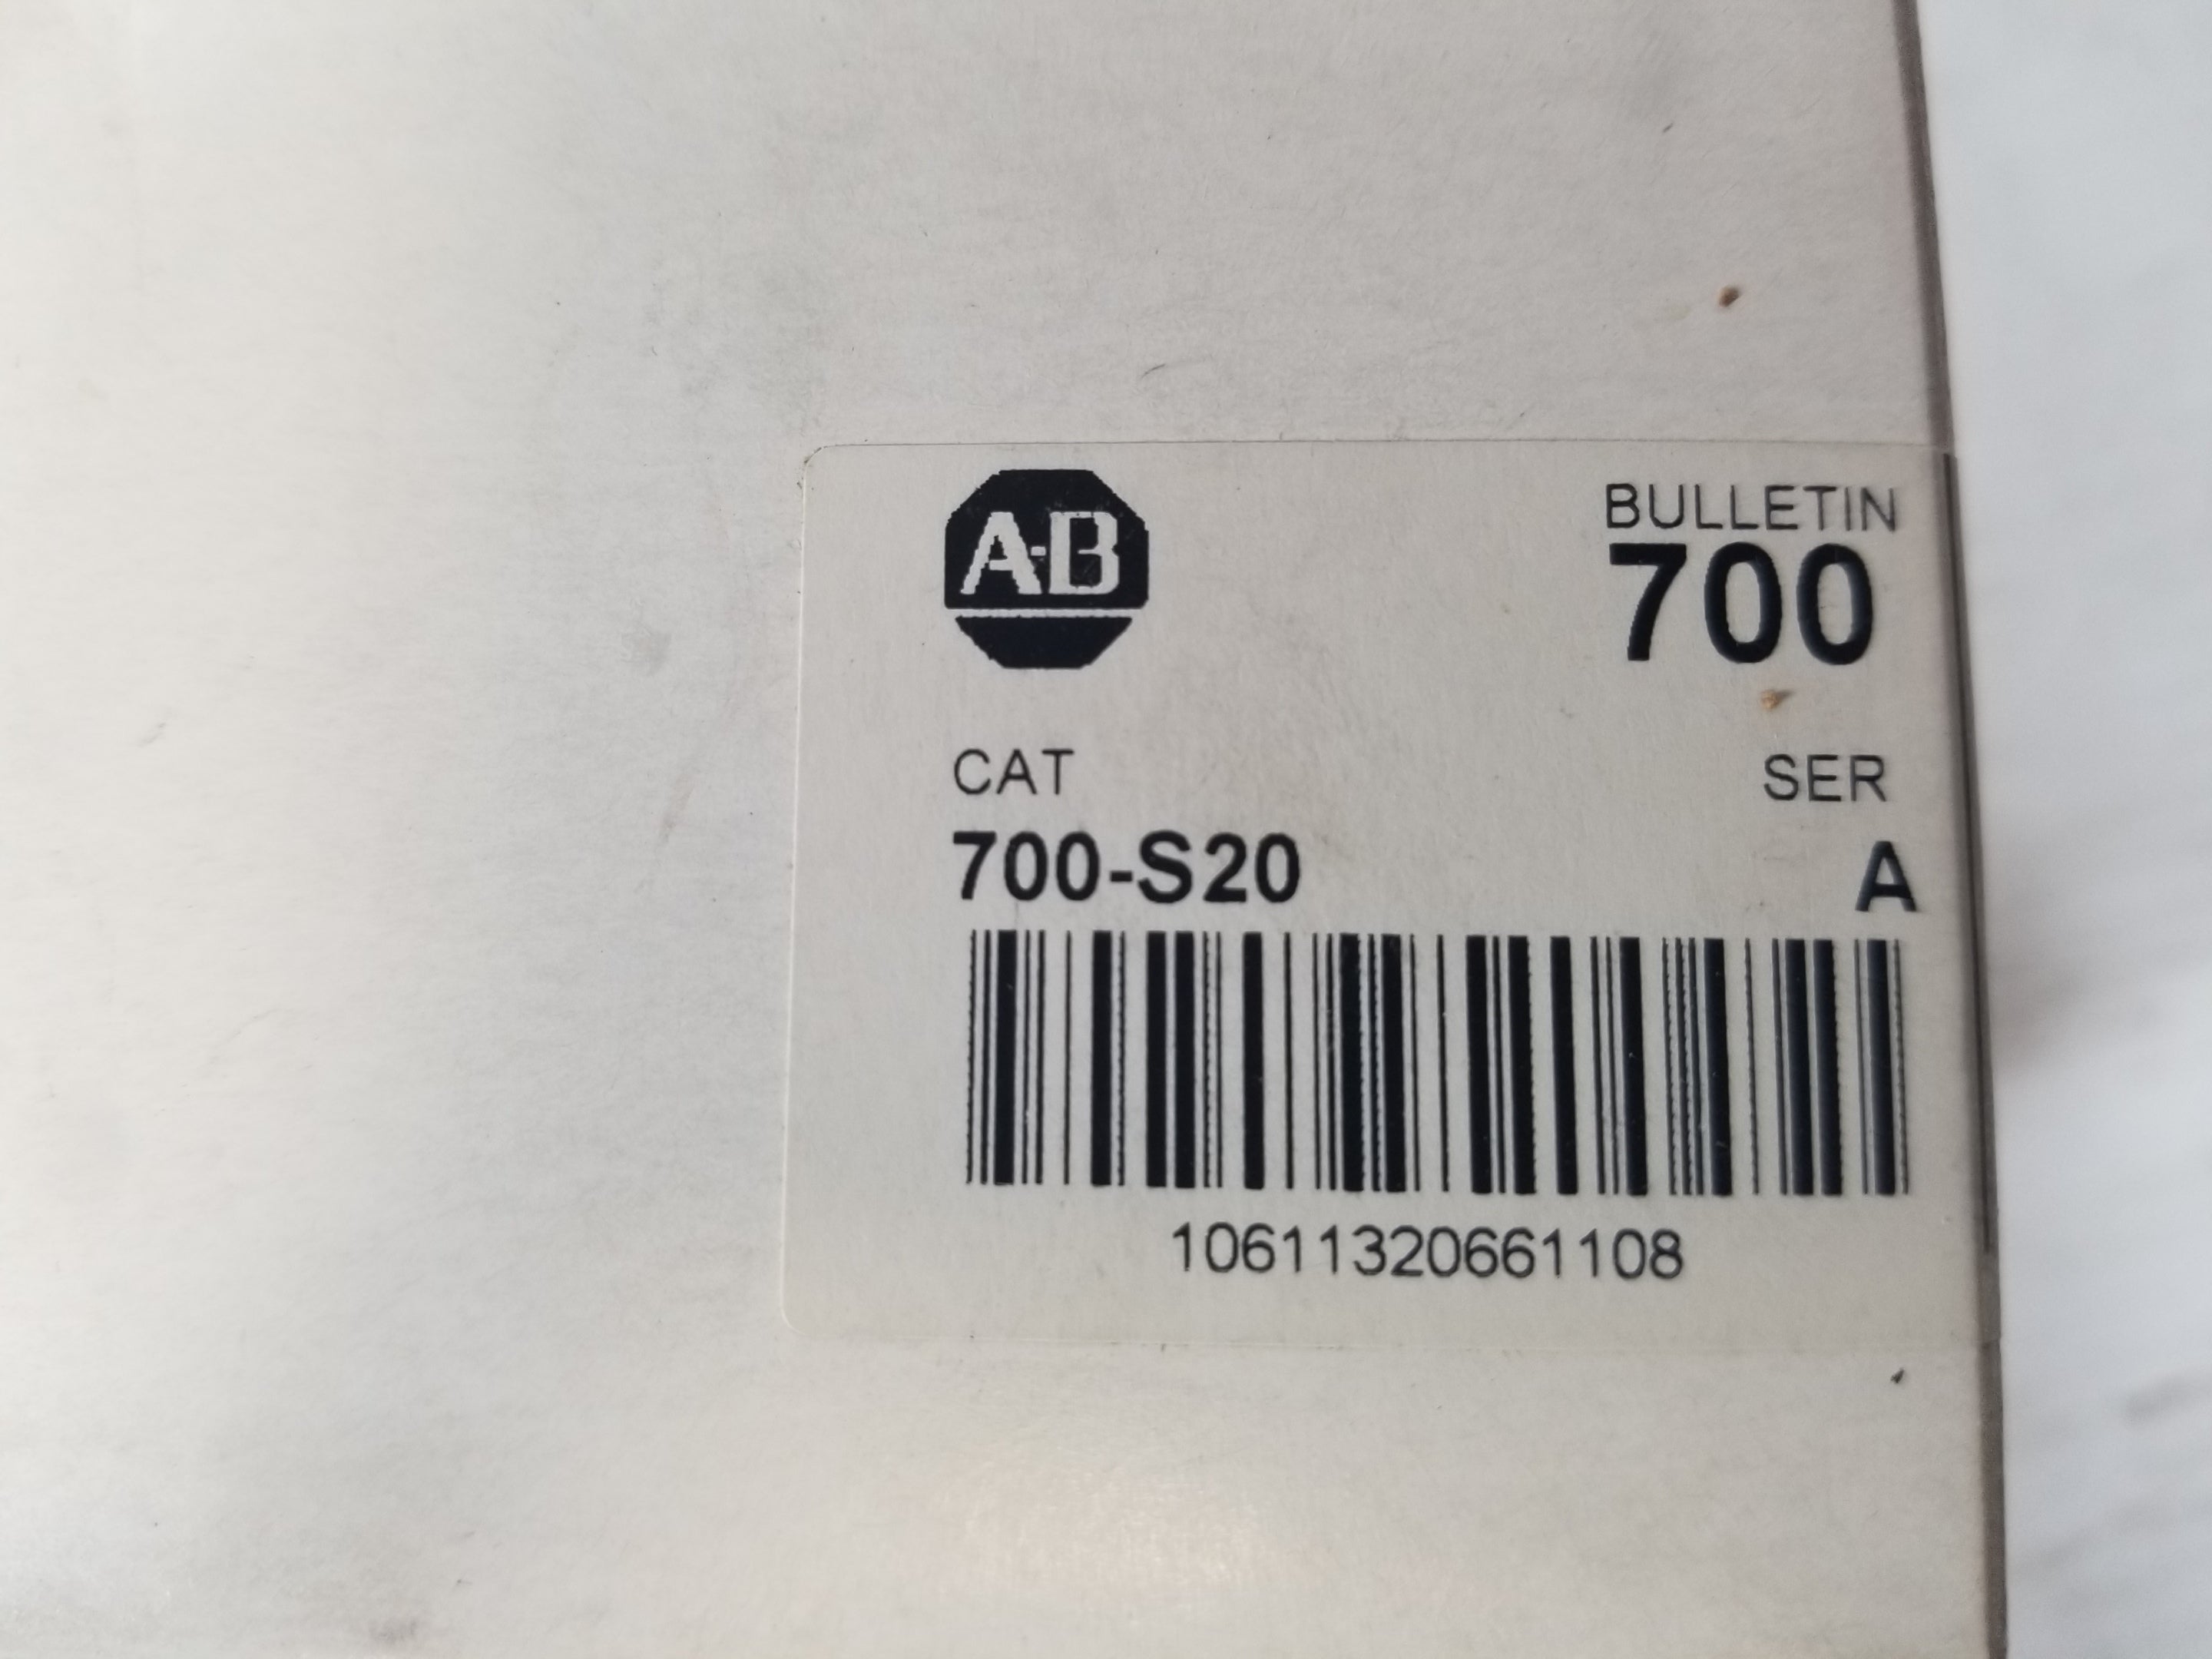 A-B
BULLETIN
700
CAT
SER
700-S20
A
10611320661108